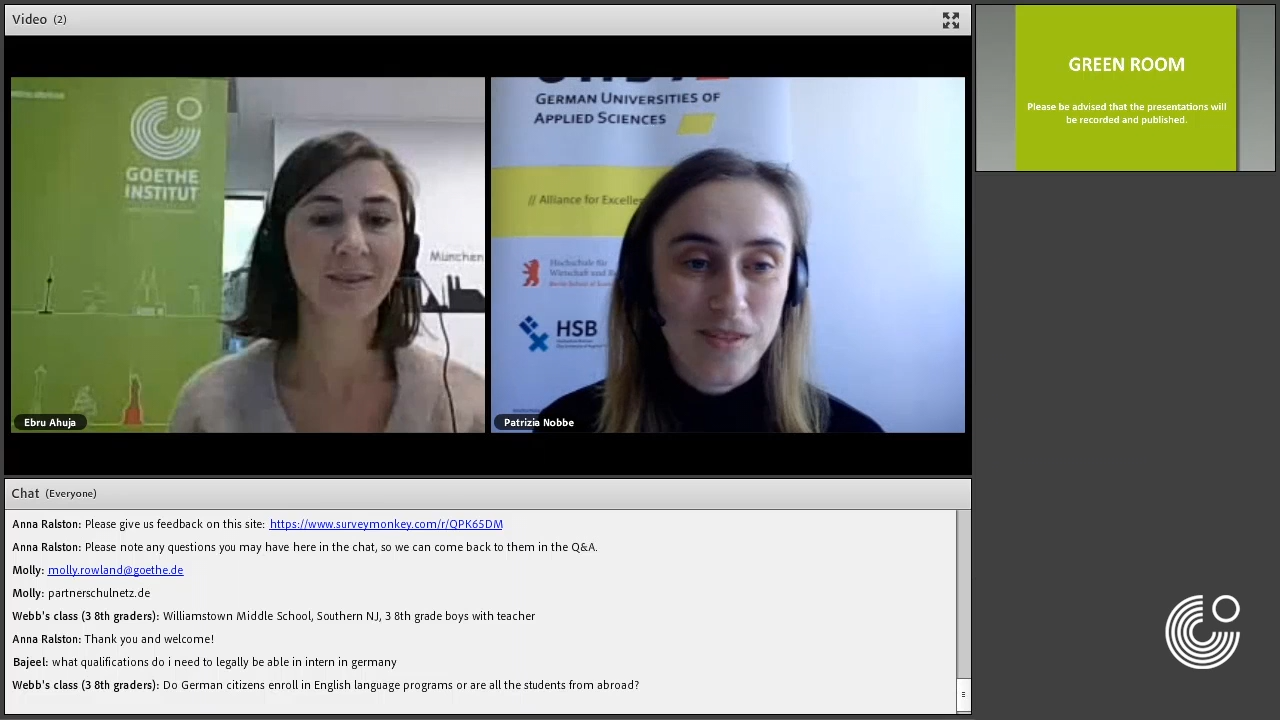 Video (2)
GREEN ROOM
Please be advised that the presentations will
be recorded and published.
GOETHE
INSTITUT
München
Ebru Ahuja
GERMAN UNIVERSITIES OF
APPLIED SCIENCES
// Alliance for
Hochschule für
Wirtschaft und
HSB
Patrizia Nobbe
Chat (Everyone)
Anna Ralston: Please give us feedback on this site: https://www.surveymonkey.com/r/QPK65DM
Anna Ralston: Please note any questions you may have here in the chat, so we can come back to them in the Q&A.
Molly: molly.rowland@goethe.de
Molly: partnerschulnetz.de
Webb's class (3 8th graders): Williamstown Middle School, Southern NJ, 3 8th grade boys with teacher
Anna Ralston: Thank you and welcome!
Bajeel: what qualifications do i need to legally be able in intern in germany
Webb's class (3 8th graders): Do German citizens enroll in English language programs or are all the students from abroad?